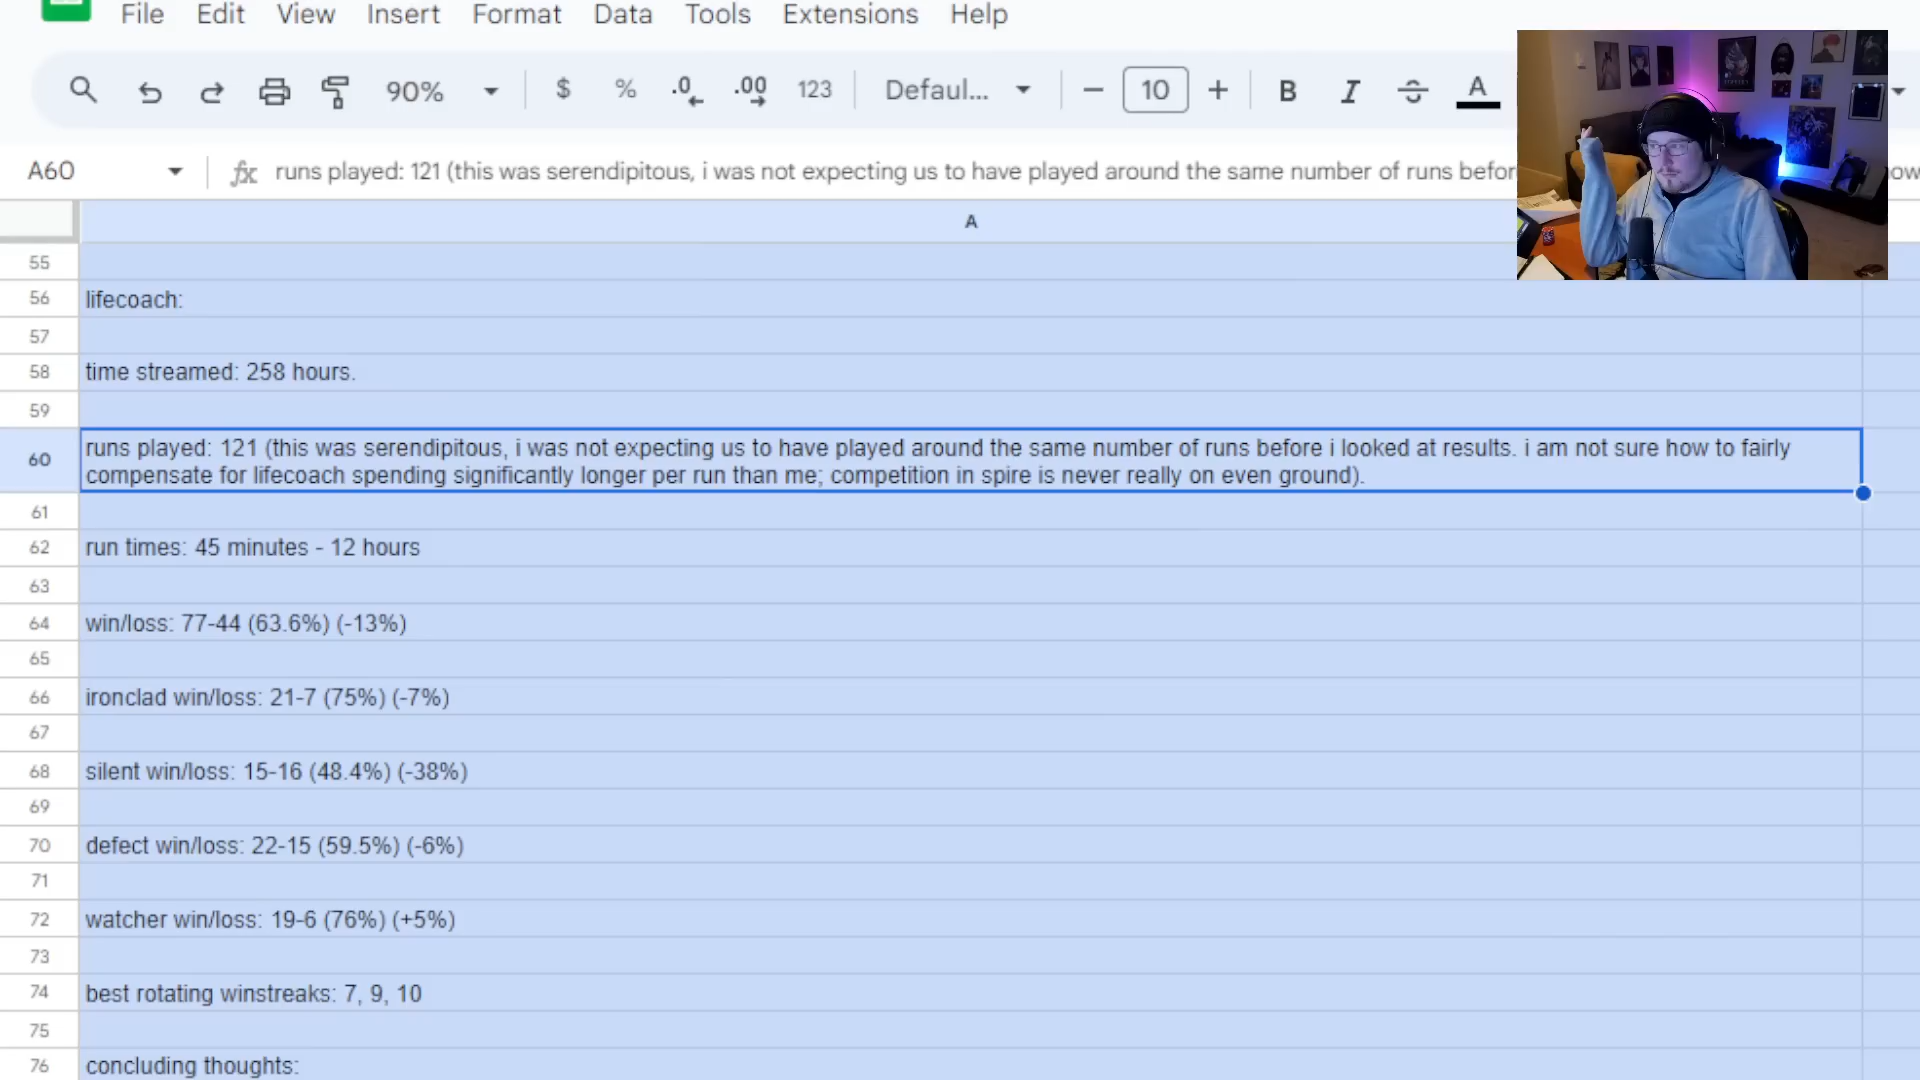 File Edit View Insert Format Data Tools Extensions Help
90% $ % .0 .00 123 Defaul... 10 B I A
A60 fx runs played: 121 (this was serendipitous, i was not expecting us to have played around the same number of runs befor
A
55
56 lifecoach:
57
58 time streamed: 258 hours.
59
60 runs played: 121 (this was serendipitous, i was not expecting us to have played around the same number of runs before i looked at results. i am not sure how to fairly
compensate for lifecoach spending significantly longer per run than me; competition in spire is never really on even ground).
61
62 run times: 45 minutes - 12 hours
63
64 win/loss: 77-44 (63.6%) (-13%)
65
66 ironclad win/loss: 21-7 (75%) (-7%)
67
68 silent win/loss: 15-16 (48.4%) (-38%)
69
70 defect win/loss: 22-15 (59.5%) (-6%)
71
72 watcher win/loss: 19-6 (76%) (+5%)
73
74 best rotating winstreaks: 7, 9, 10
75
76 concluding thoughts: